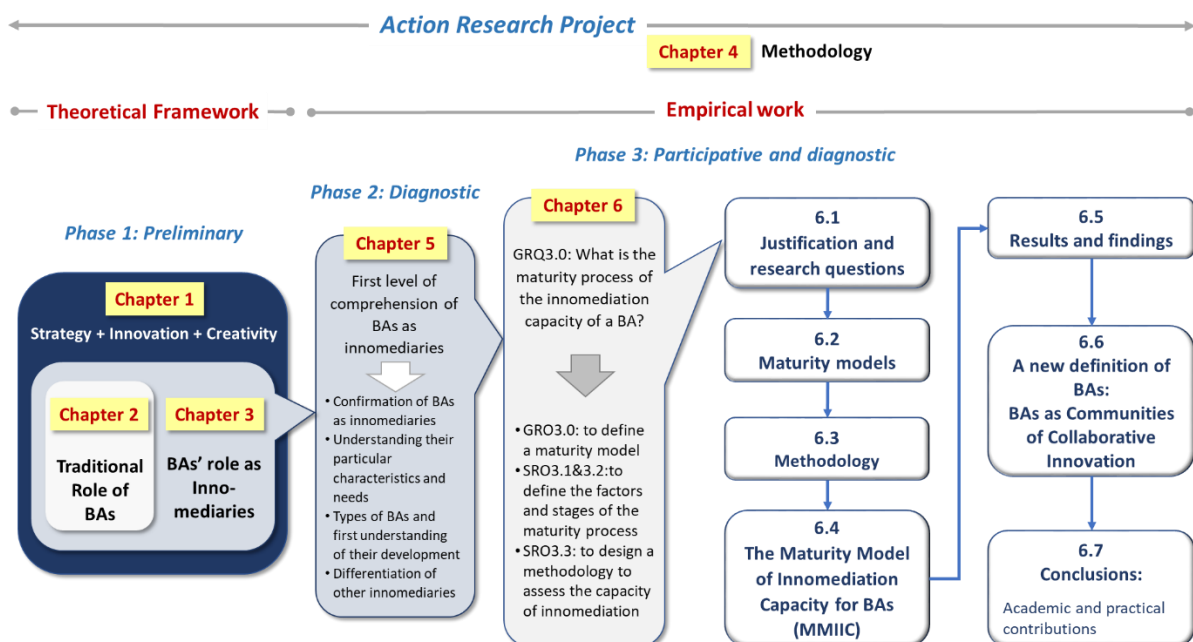 Action Research Project
Chapter 4 Methodology
Theoretical Framework
Empirical work
Phase 3: Participative and diagnostic
Phase 2: Diagnostic
Phase 1: Preliminary
Chapter 1
Strategy + Innovation + Creativity
Chapter 2
Traditional
Role of
BAs
Chapter 3
BAs' role as
Inno-
mediaries
Chapter 5
First level of
comprehension of
BAs as
innomediaries
• Confirmation of BAs
as innomediaries
• Understanding their
particular
characteristics and
needs
• Types of BAs and
first understanding
of their development
• Differentiation of
other innomediaries
Chapter 6
GRQ3.0: What is the
maturity process of
the innomediation
capacity of a BA?
• GRO3.0: to define
a maturity model
• SRO3.1&3.2:to
define the factors
and stages of the
maturity process
• SRO3.3: to design a
methodology to
assess the capacity
of innomediation
6.1
Justification and
research questions
6.2
Maturity models
6.3
Methodology
6.4
The Maturity Model
of Innomediation
Capacity for BAs
(MMIIC)
6.5
Results and findings
6.6
A new definition of
BAs:
BAs as Communities
of Collaborative
Innovation
6.7
Conclusions:
Academic and practical
contributions